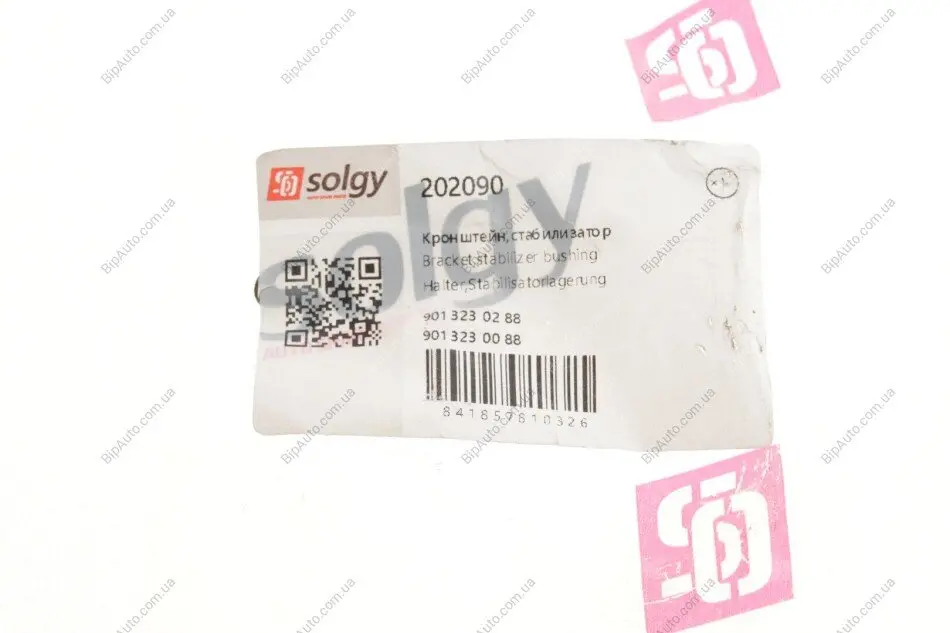 solgy
202090
Кронштейн,стабилизатор
Bracket,stabilizer bushing
Halter,Stabilisatorlagerung
901 323 02 88
901 323 00 88
841857810326
solgy
BipAuto.com.ua